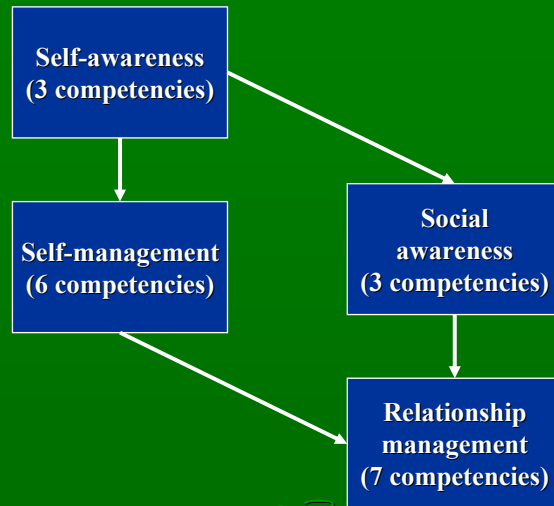 Self-awareness
(3 competencies)
Self-management
(6 competencies)
Social
awareness
(3 competencies)
Relationship
management
(7 competencies)